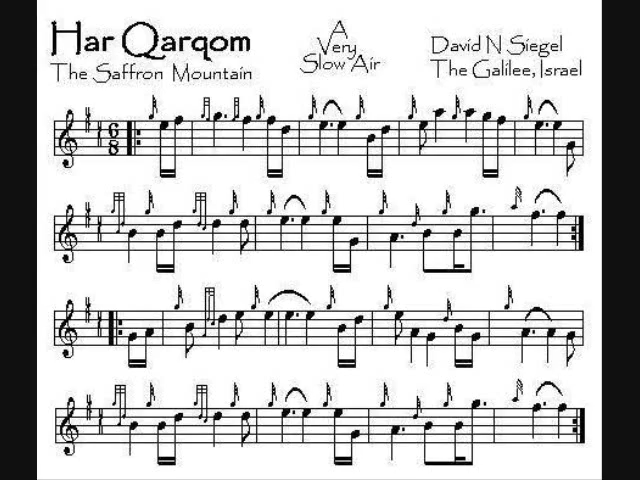 Har Qarqom
The Saffron Mountain
A
Very
Slow Air
David N Siegel
The Galilee, Israel
6
8